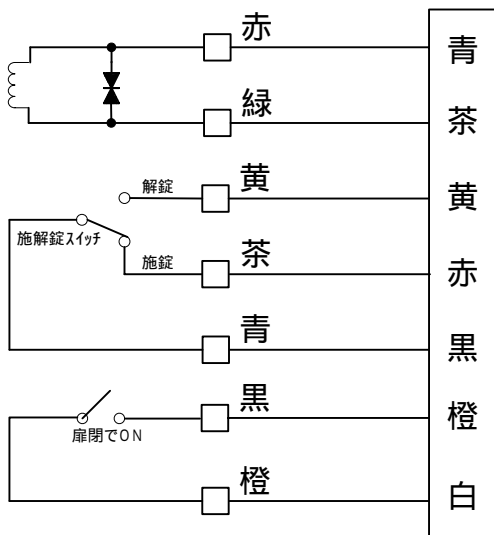 赤 青
緑 茶
解錠 黄 黄
施解錠スイッチ
施錠 茶 赤
青 黒
黒 橙
扉閉でON
橙 白